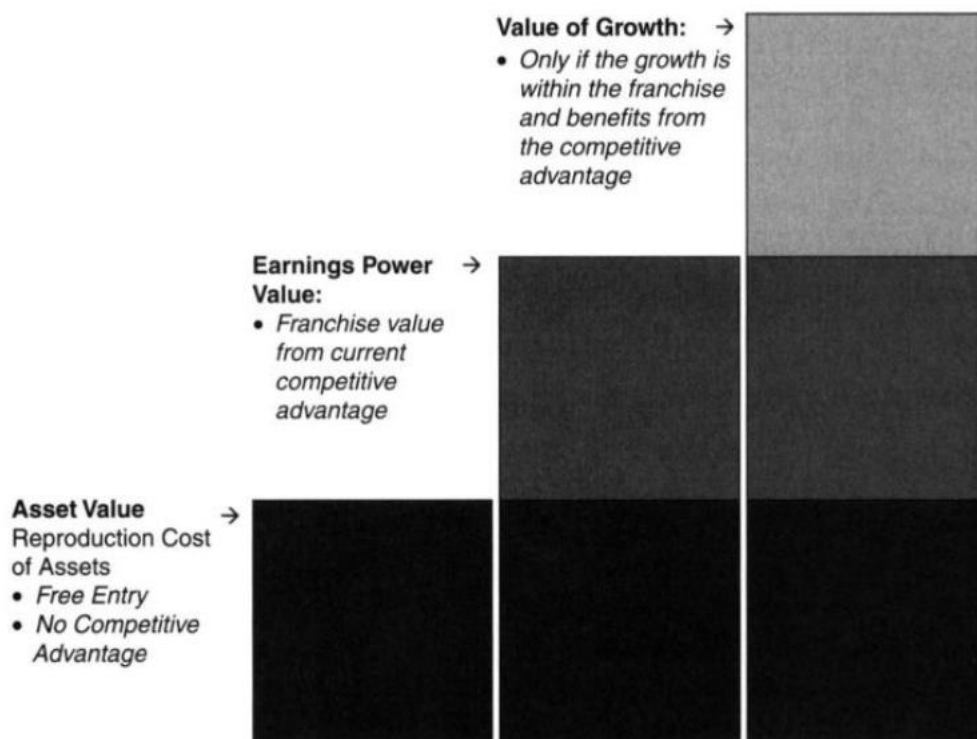 Value of Growth: →
• Only if the growth is
within the franchise
and benefits from
the competitive
advantage
Earnings Power →
Value:
• Franchise value
from current
competitive
advantage
Asset Value →
Reproduction Cost
of Assets
• Free Entry
• No Competitive
Advantage